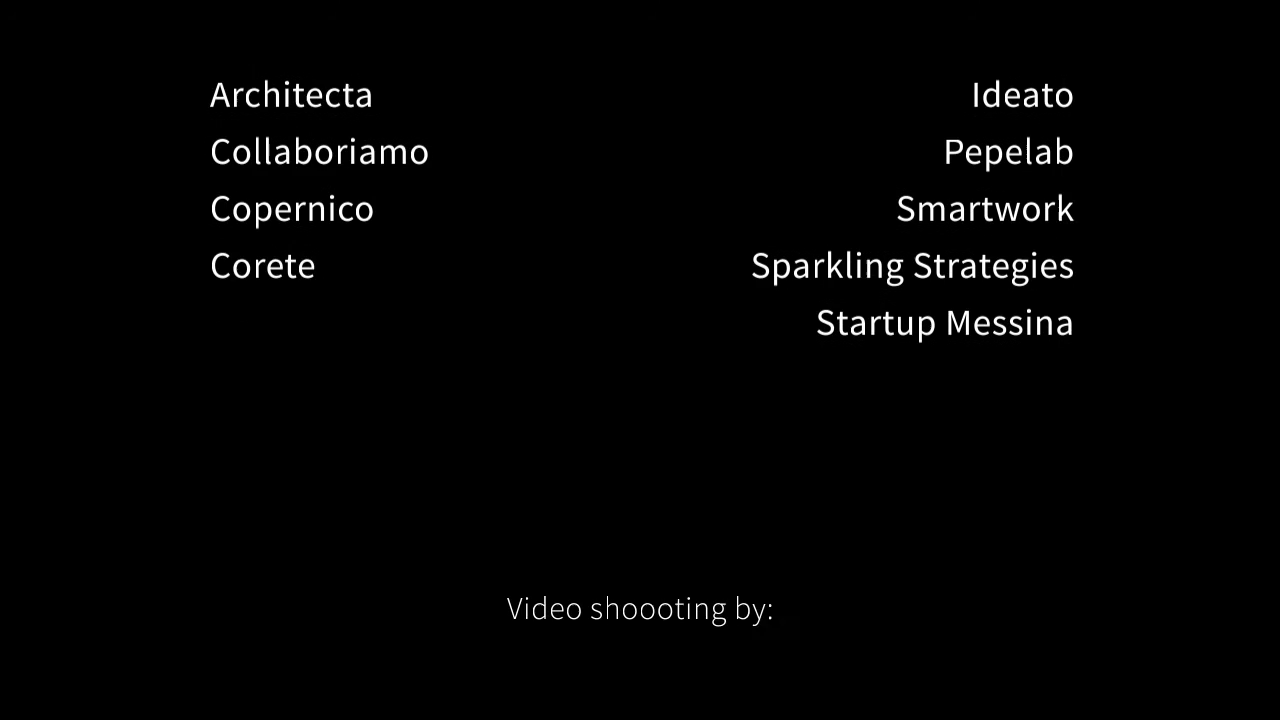 Architecta
Collaboriamo
Copernico
Corete
Ideato
Pepelab
Smartwork
Sparkling Strategies
Startup Messina
Video shoooting by: